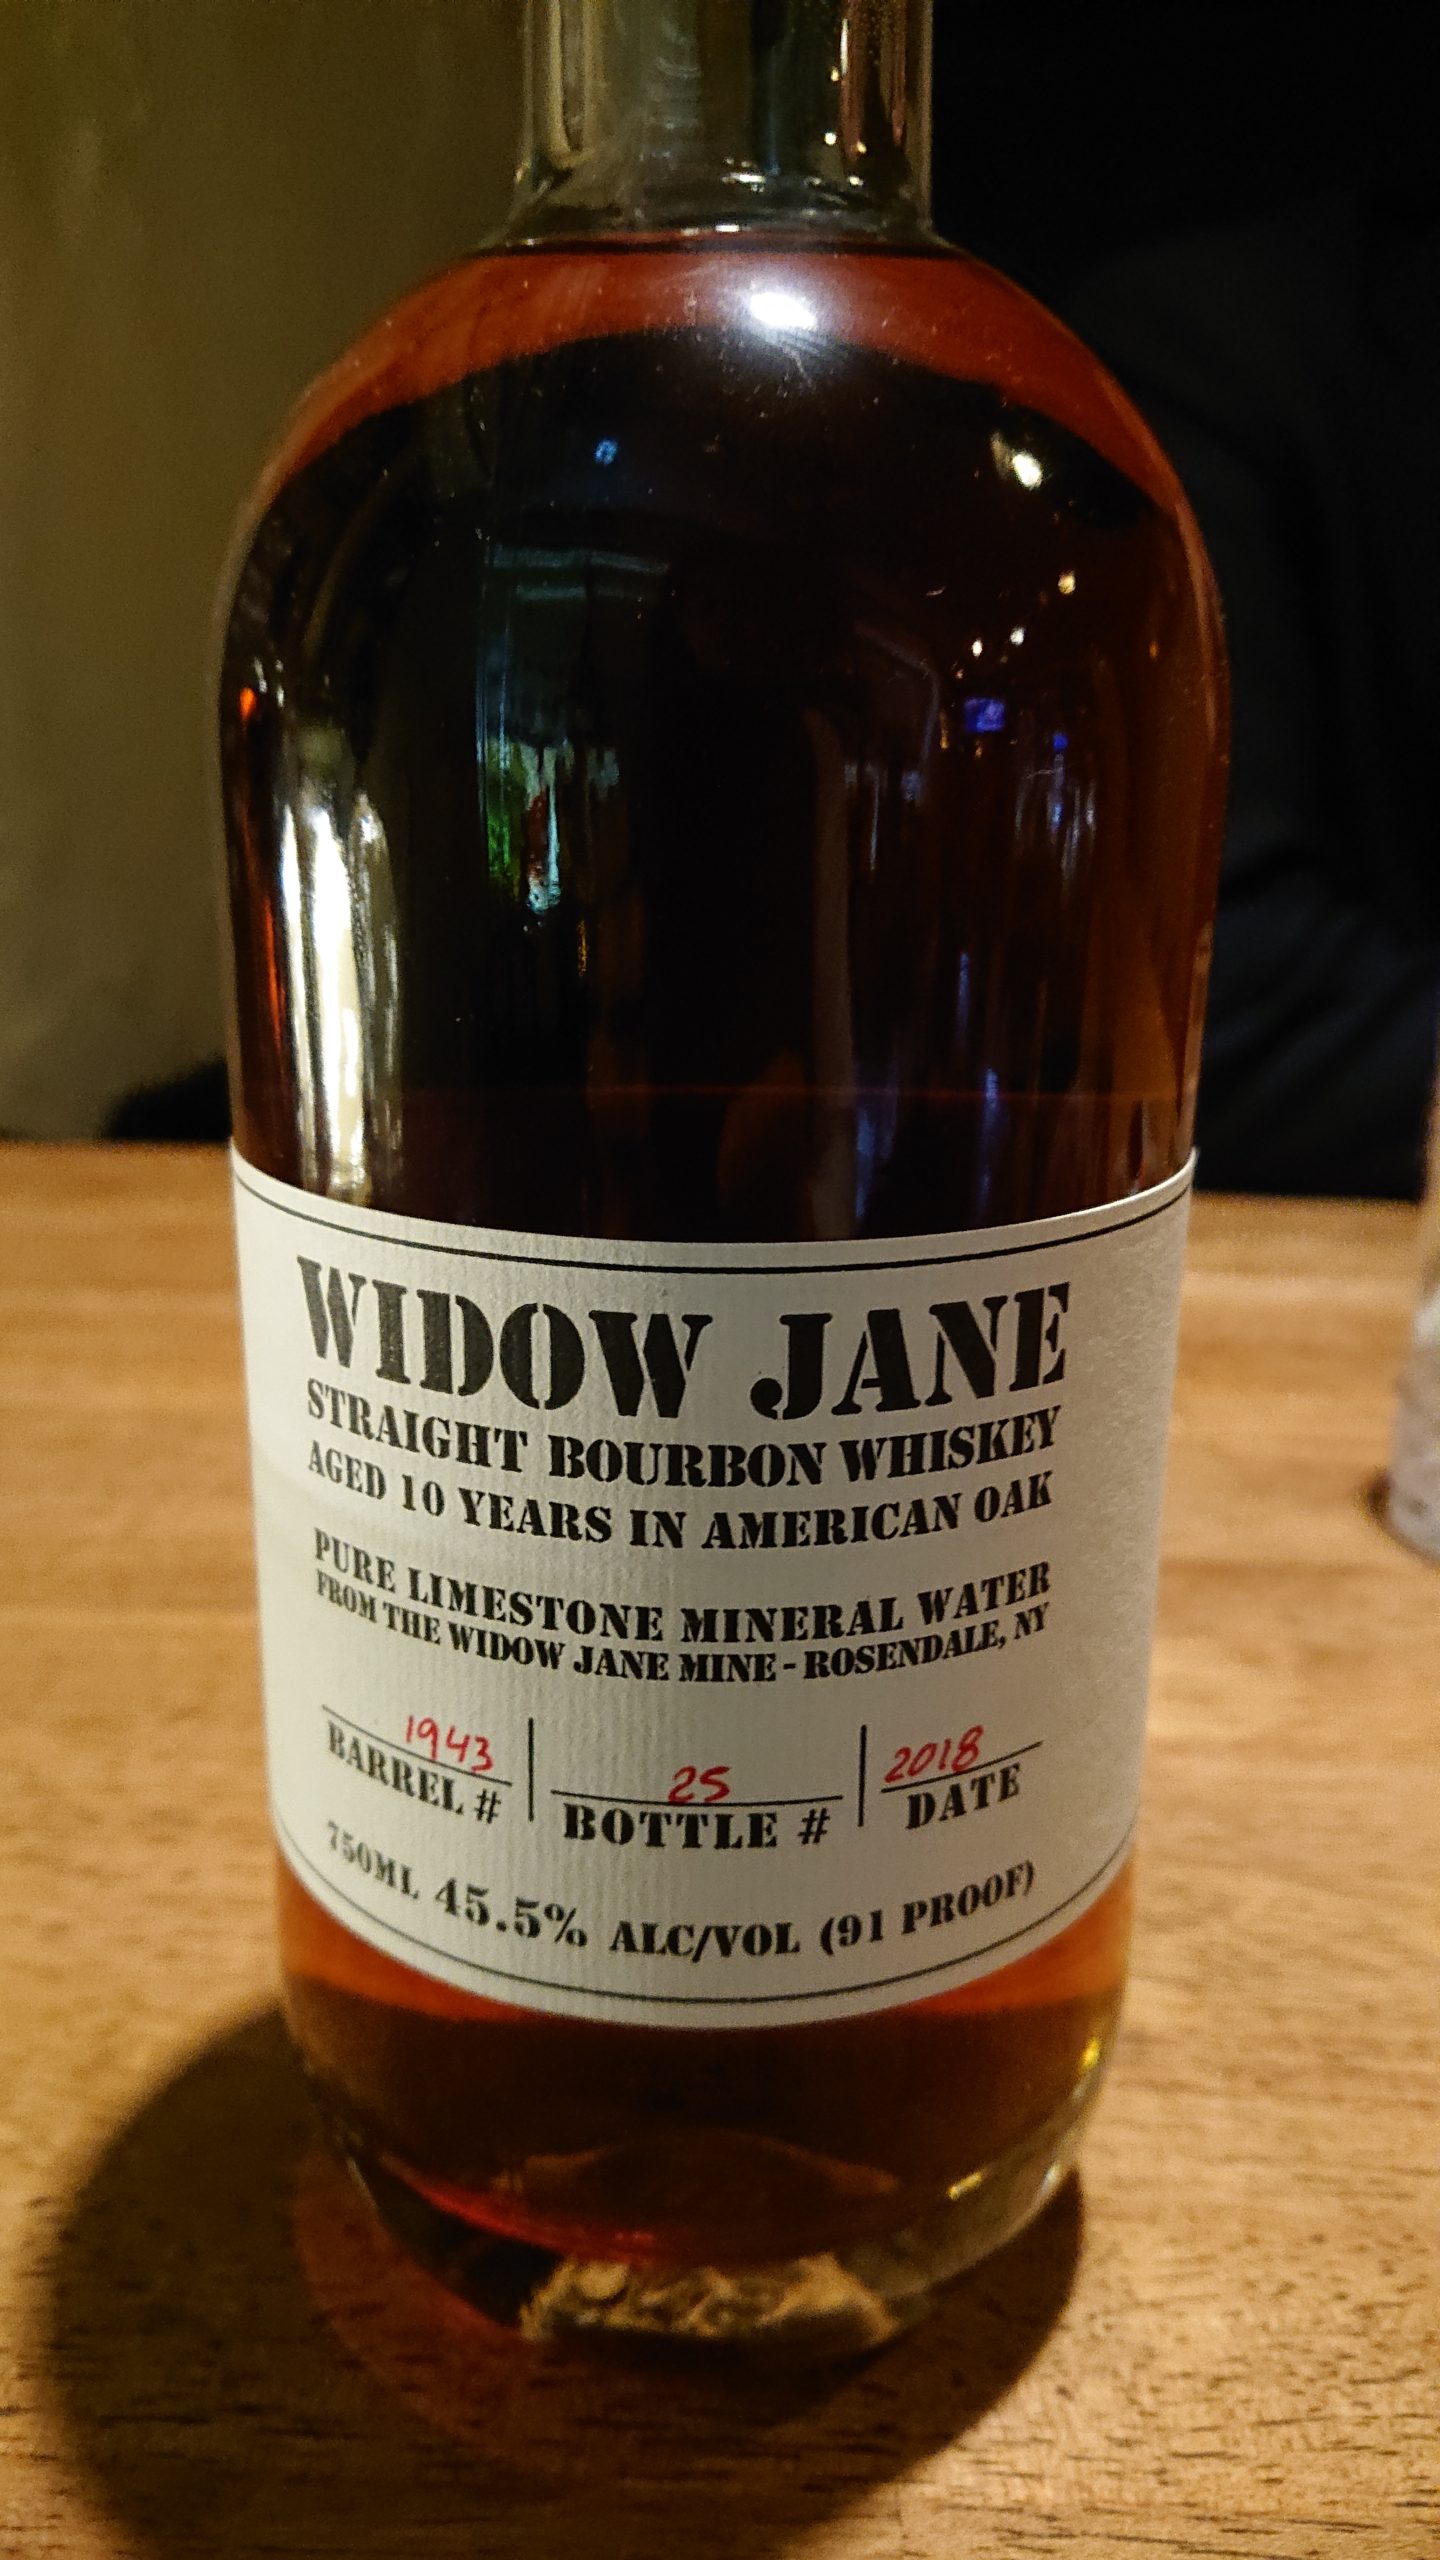 WIDOW JANE
STRAIGHT BOURBON WHISKEY
AGED 10 YEARS IN AMERICAN OAK
PURE LIMESTONE MINERAL WATER
FROM THE WIDOW JANE MINE - ROSENDALE, NY
1943 25 2018
BARREL # BOTTLE # DATE
750ML 45.5% ALC/VOL (91 PROOF)